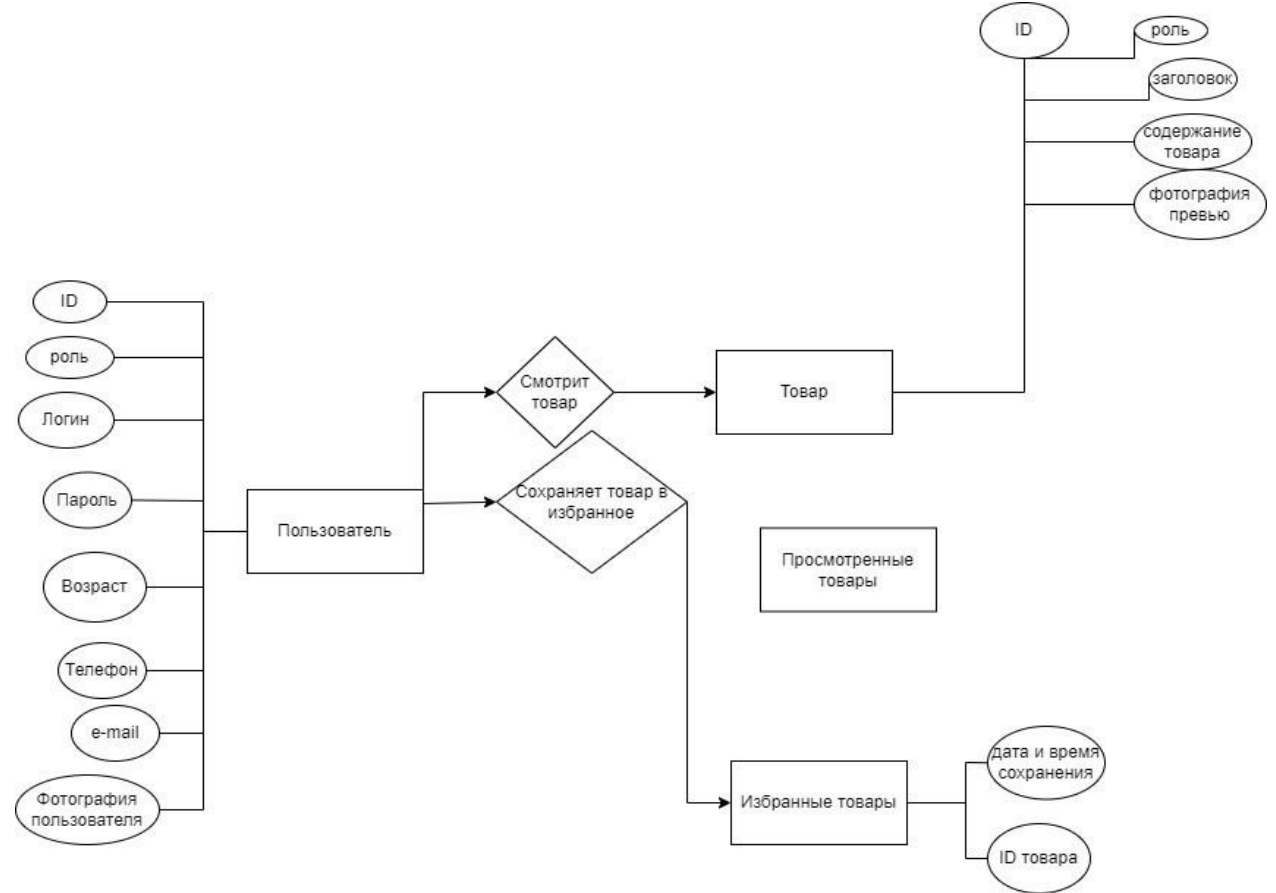 ID
роль
заголовок
содержание
товара
фотография
превью
ID
роль
Логин
Пароль
Возраст
Телефон
e-mail
Фотография
пользователя
Пользователь
Смотрит
товар
Сохраняет товар в
избранное
Товар
Просмотренные
товары
Избранные товары
дата и время
сохранения
ID товара